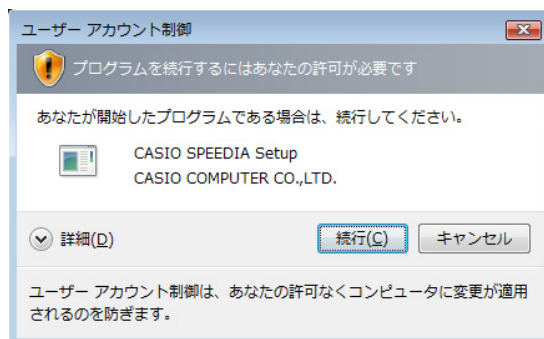 ユーザー アカウント制御
プログラムを続行するにはあなたの許可が必要です
あなたが開始したプログラムである場合は、続行してください。
CASIO SPEEDIA Setup
CASIO COMPUTER CO.,LTD.
詳細(D)
続行(C)
キャンセル
ユーザー アカウント制御は、あなたの許可なくコンピュータに変更が適用
されるのを防ぎます。